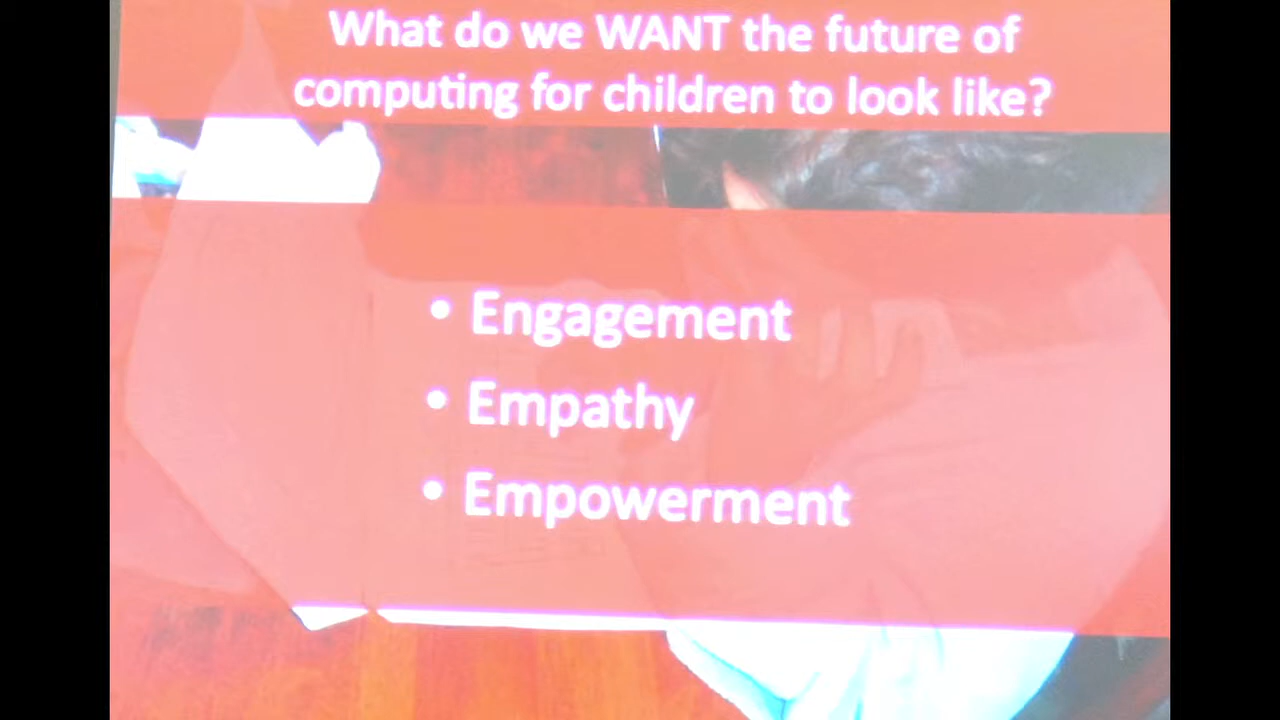 What do we WANT the future of
computing for children to look like?
• Engagement
• Empathy
• Empowerment